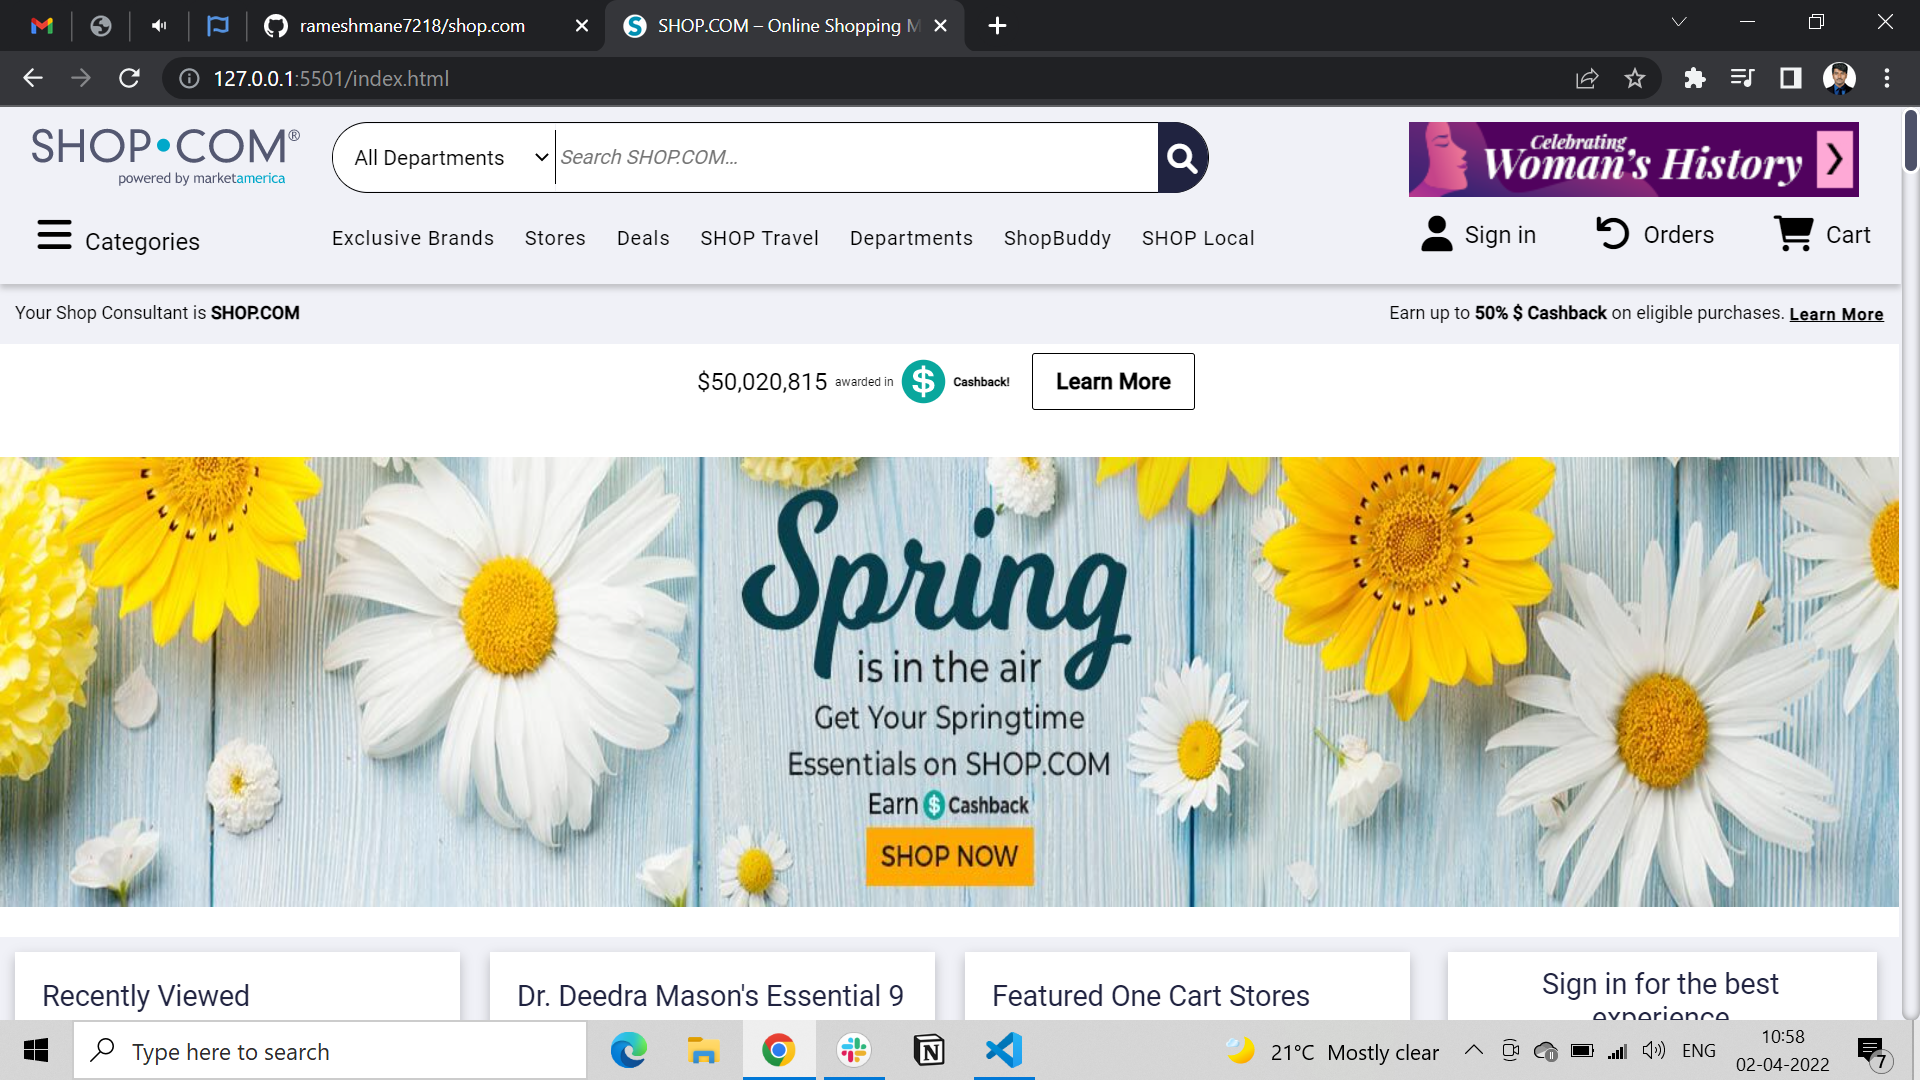 rameshmane7218/shop.com
SHOP.COM – Online Shopping M
127.0.0.1:5501/index.html
SHOP•COM®
powered by marketamerica
All Departments
Search SHOP.COM...
Celebrating
Woman's History
Categories
Exclusive Brands
Stores
Deals
SHOP Travel
Departments
ShopBuddy
SHOP Local
Sign in
Orders
Cart
Your Shop Consultant is SHOP.COM
Earn up to 50% $ Cashback on eligible purchases. Learn More
$50,020,815 awarded in $ Cashback!
Learn More
Spring
is in the air
Get Your Springtime
Essentials on SHOP.COM
Earn $ Cashback
SHOP NOW
Recently Viewed
Dr. Deedra Mason's Essential 9
Featured One Cart Stores
Sign in for the best
experience
Type here to search
21°C Mostly clear
ENG
10:58
02-04-2022
7